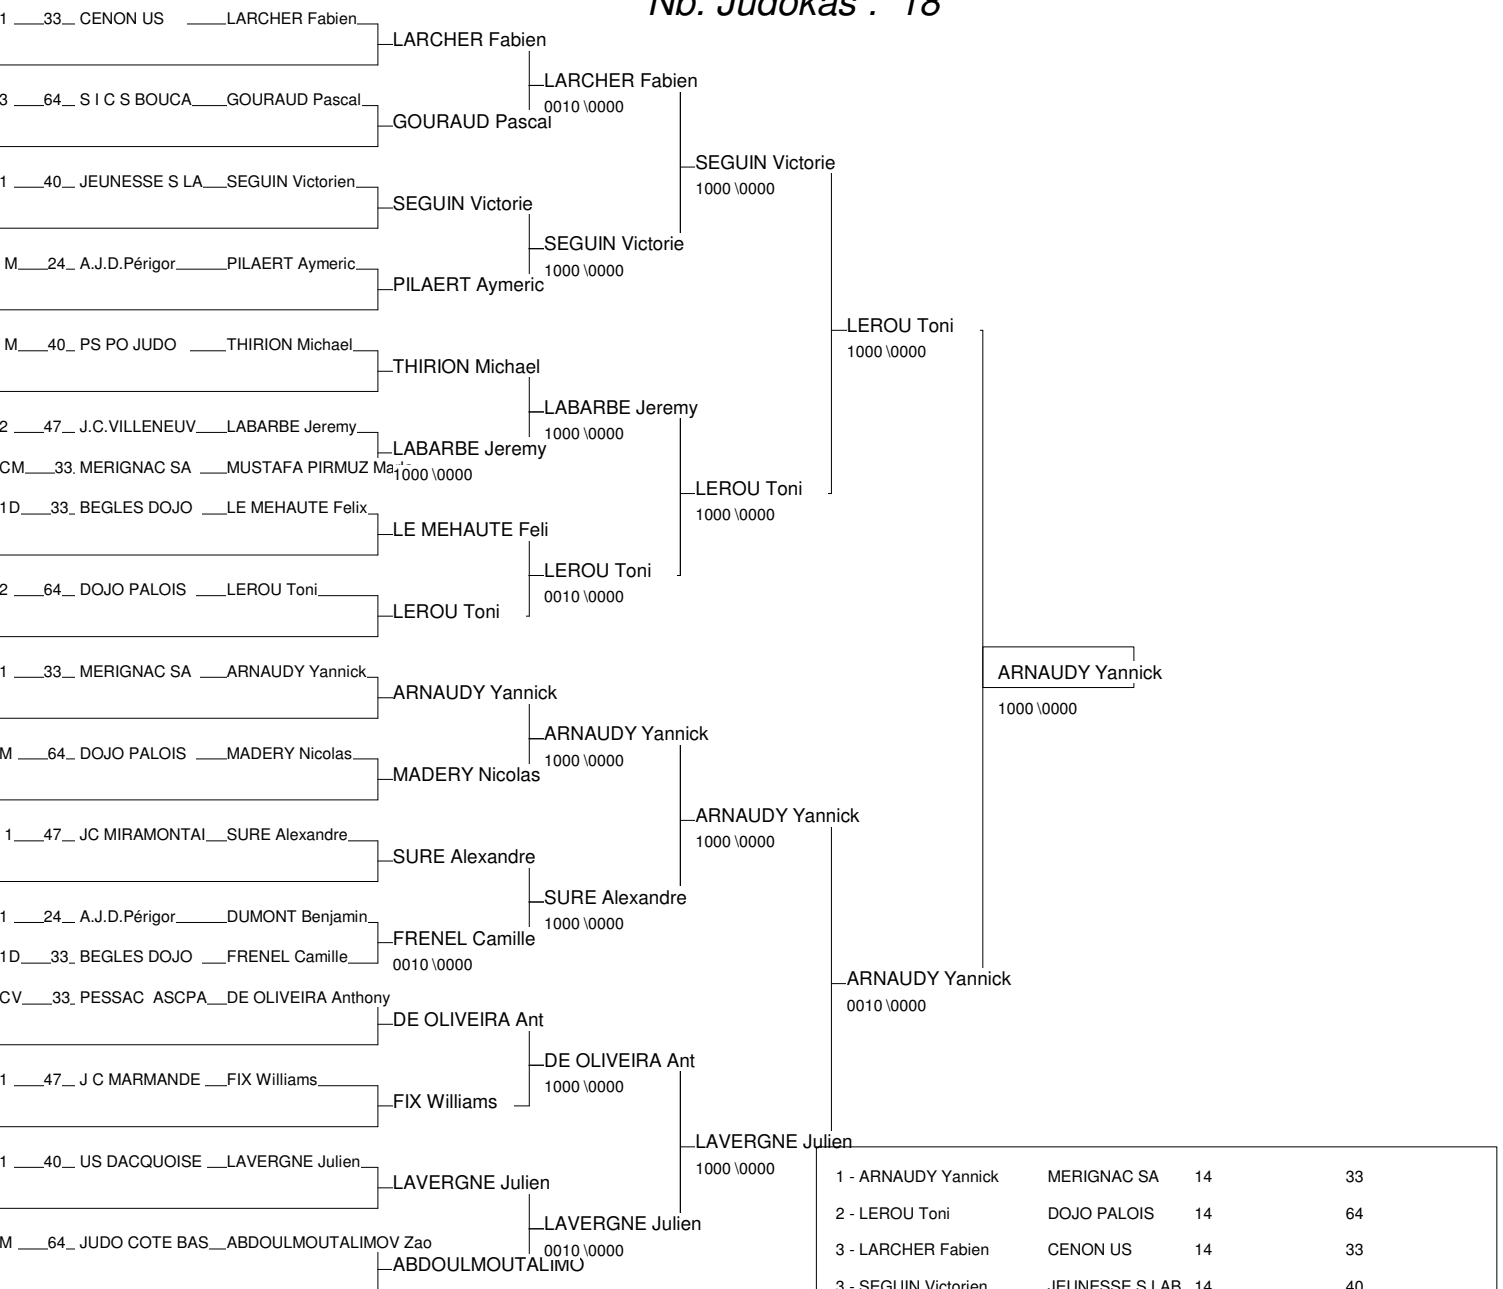 Nb. Judokas : 18
1 33 CENON US LARCHER Fabien
LARCHER Fabien
LARCHER Fabien
0010 \0000
3 64 S I C S BOUCA GOURAUD Pascal
GOURAUD Pascal
SEGUIN Victorie
1000 \0000
1 40 JEUNESSE S LA SEGUIN Victorien
SEGUIN Victorie
SEGUIN Victorie
1000 \0000
M 24 A.J.D.Périgor PILAERT Aymeric
PILAERT Aymeric
LEROU Toni
1000 \0000
M 40 PS PO JUDO THIRION Michael
THIRION Michael
LABARBE Jeremy
1000 \0000
2 47 J.C.VILLENEUV LABARBE Jeremy
LABARBE Jeremy
1000 \0000
CM 33 MERIGNAC SA MUSTAFA PIRMUZ
LEROU Toni
1000 \0000
1D 33 BEGLES DOJO LE MEHAUTE Felix
LE MEHAUTE Feli
LEROU Toni
0010 \0000
2 64 DOJO PALOIS LEROU Toni
LEROU Toni
ARNAUDY Yannick
1000 \0000
1 33 MERIGNAC SA ARNAUDY Yannick
ARNAUDY Yannick
ARNAUDY Yannick
1000 \0000
M 64 DOJO PALOIS MADERY Nicolas
MADERY Nicolas
ARNAUDY Yannick
1000 \0000
1 47 JC MIRAMONTAI SURE Alexandre
SURE Alexandre
SURE Alexandre
1000 \0000
1 24 A.J.D.Périgor DUMONT Benjamin
FRENEL Camille
0010 \0000
1D 33 BEGLES DOJO FRENEL Camille
ARNAUDY Yannick
0010 \0000
CV 33 PESSAC ASCPA DE OLIVEIRA Anthony
DE OLIVEIRA Ant
DE OLIVEIRA Ant
1000 \0000
1 47 J C MARMANDE FIX Williams
FIX Williams
LAVERGNE Julien
1000 \0000
1 40 US DACQUOISE LAVERGNE Julien
LAVERGNE Julien
LAVERGNE Julien
0010 \0000
M 64 JUDO COTE BAS ABDOULMOUTALIMOV Zao
ABDOULMOUTALIMO
1 - ARNAUDY Yannick MERIGNAC SA 14 33
2 - LEROU Toni DOJO PALOIS 14 64
3 - LARCHER Fabien CENON US 14 33
3 - SEGUIN Victorien JEUNESSE S LAB 14 40